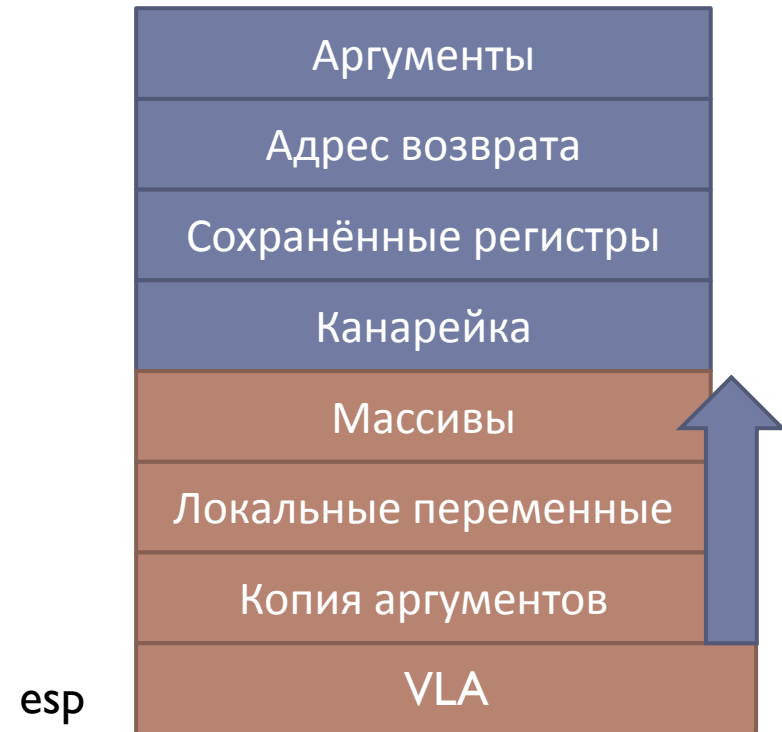 Аргументы
Адрес возврата
Сохранённые регистры
Канарейка
Массивы
Локальные переменные
Копия аргументов
esp VLA